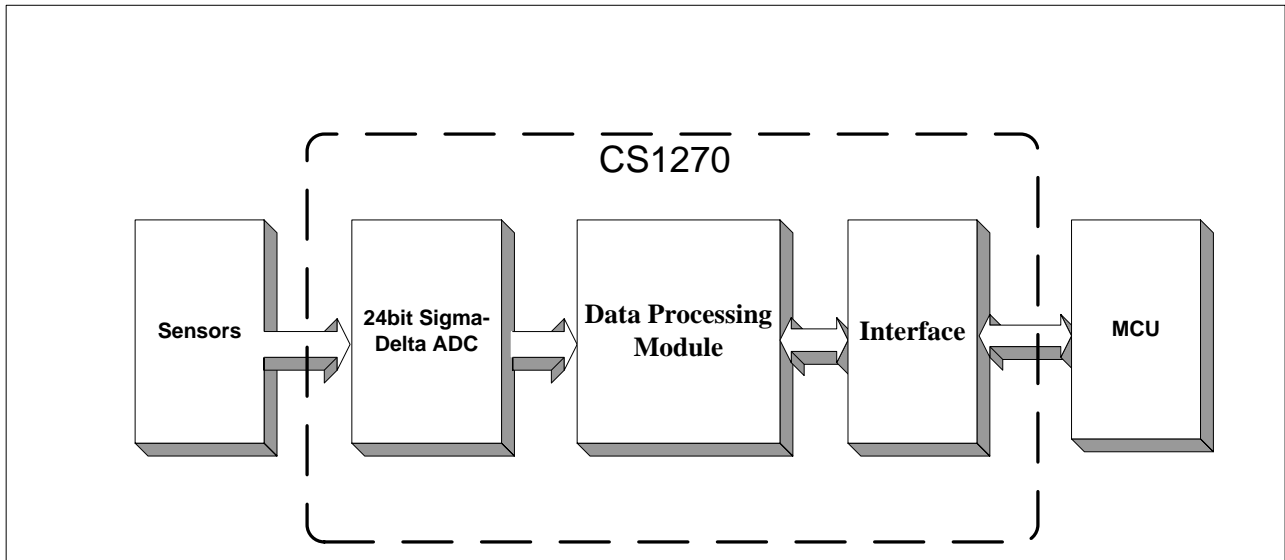 CS1270
Sensors
24bit Sigma-
Delta ADC
Data Processing
Module
Interface
MCU